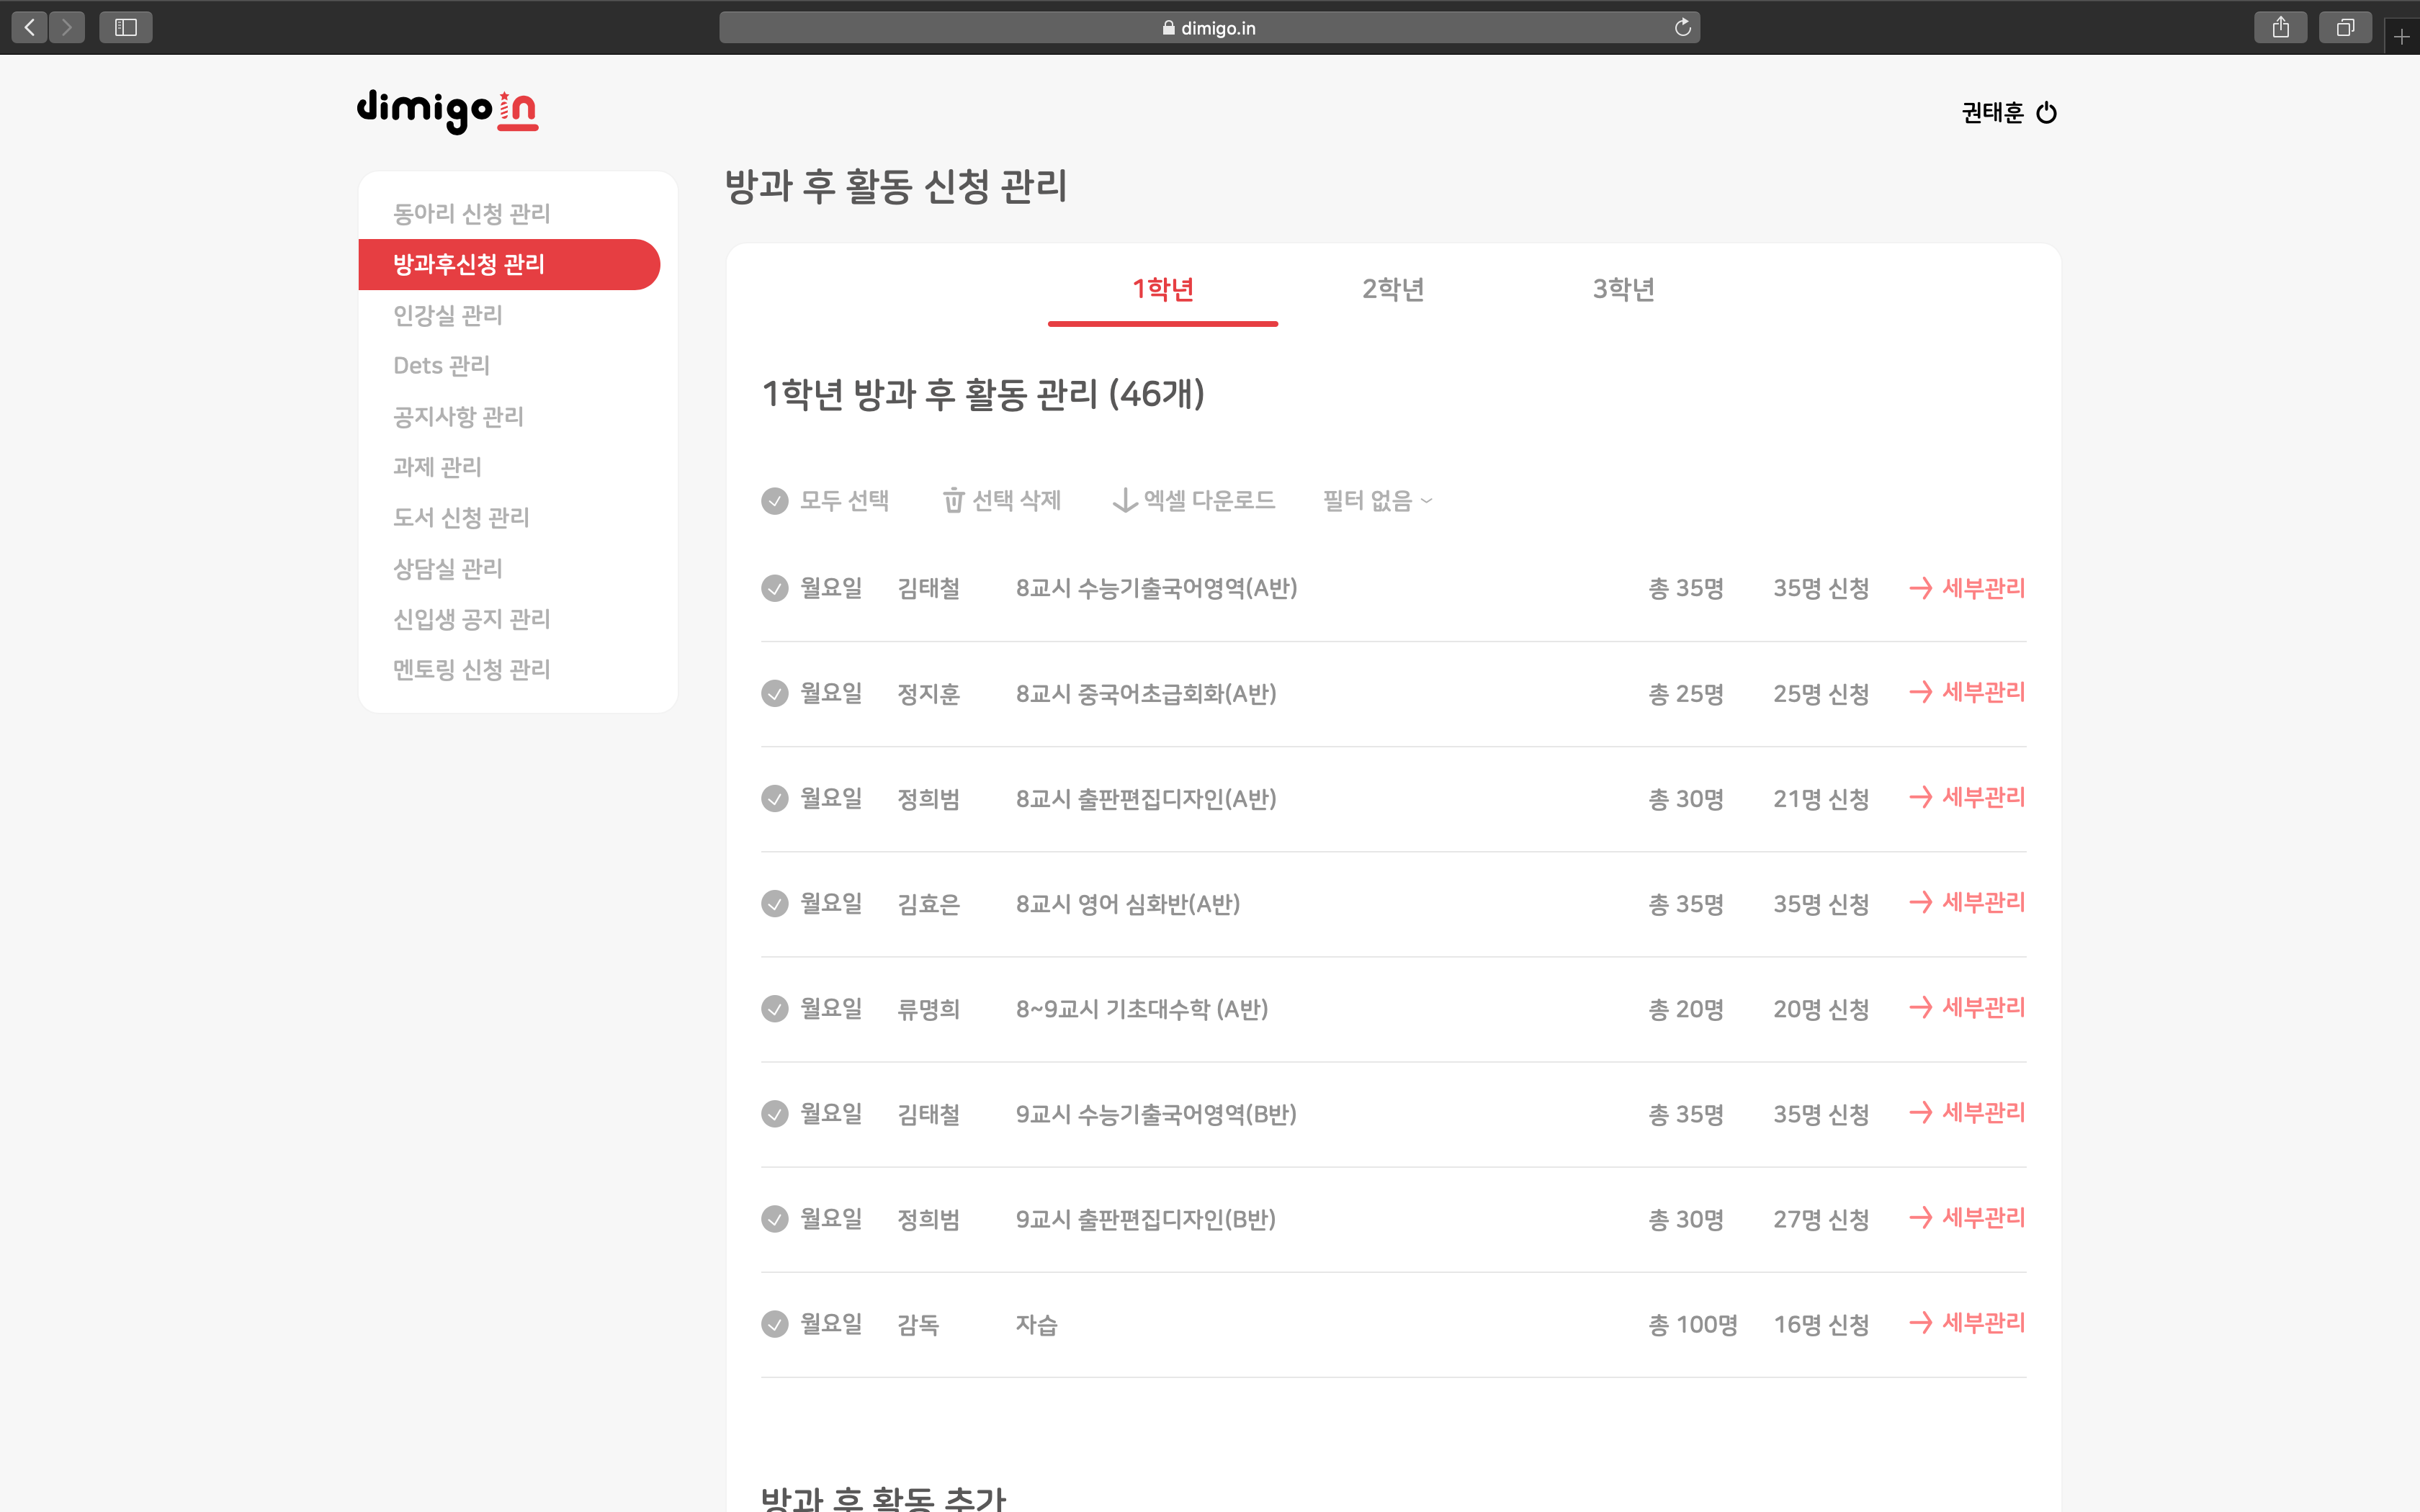 dimigo.in
dimigo in
권태훈
동아리 신청 관리
방과후신청 관리
인강실 관리
Dets 관리
공지사항 관리
과제 관리
도서 신청 관리
상담실 관리
신입생 공지 관리
멘토링 신청 관리
방과 후 활동 신청 관리
1학년 2학년 3학년
1학년 방과 후 활동 관리 (46개)
모두 선택 선택 삭제 엑셀 다운로드 필터 없음
월요일 김태철 8교시 수능기출국어영역(A반) 총 35명 35명 신청 → 세부관리
월요일 정지훈 8교시 중국어초급회화(A반) 총 25명 25명 신청 → 세부관리
월요일 정희범 8교시 출판편집디자인(A반) 총 30명 21명 신청 → 세부관리
월요일 김효은 8교시 영어 심화반(A반) 총 35명 35명 신청 → 세부관리
월요일 류명희 8~9교시 기초대수학 (A반) 총 20명 20명 신청 → 세부관리
월요일 김태철 9교시 수능기출국어영역(B반) 총 35명 35명 신청 → 세부관리
월요일 정희범 9교시 출판편집디자인(B반) 총 30명 27명 신청 → 세부관리
월요일 감독 자습 총 100명 16명 신청 → 세부관리
방과 후 활동 추가